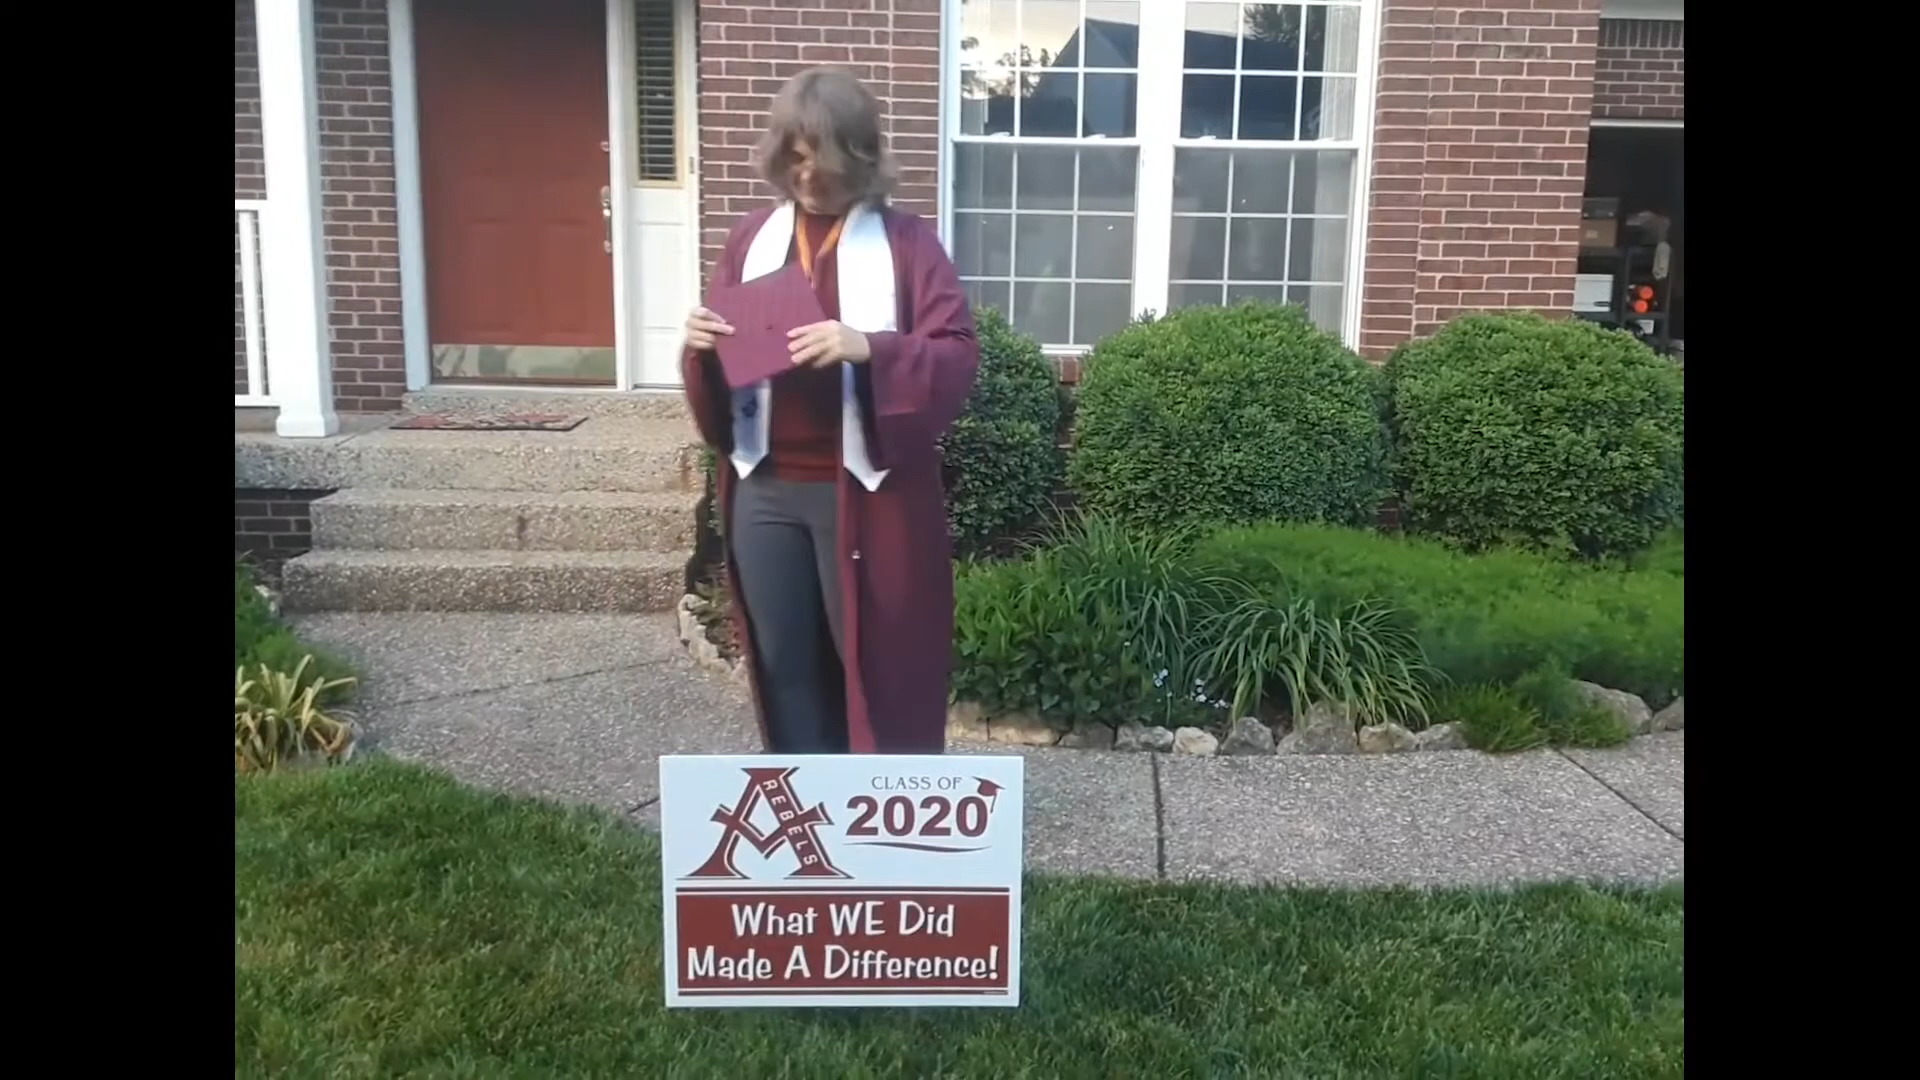 A REBELS
CLASS OF
2020
What WE Did
Made A Difference!